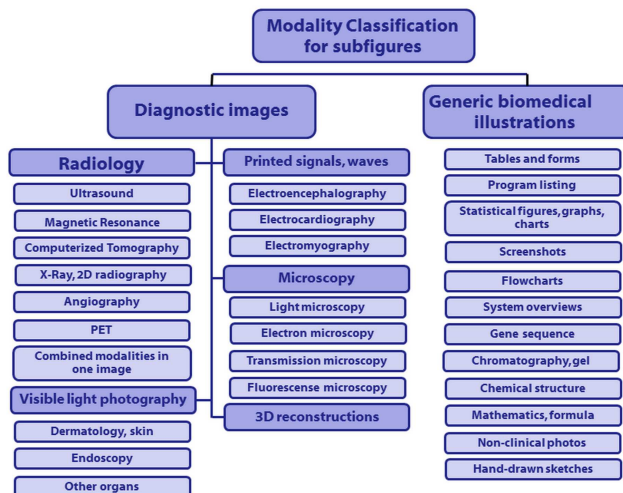 Modality Classification
for subfigures
Diagnostic images
Generic biomedical
illustrations
Radiology
Ultrasound
Magnetic Resonance
Computerized Tomography
X-Ray, 2D radiography
Angiography
PET
Combined modalities in
one image
Visible light photography
Dermatology, skin
Endoscopy
Other organs
Printed signals, waves
Electroencephalography
Electrocardiography
Electromyography
Microscopy
Light microscopy
Electron microscopy
Transmission microscopy
Fluorescense microscopy
3D reconstructions
Tables and forms
Program listing
Statistical figures, graphs,
charts
Screenshots
Flowcharts
System overviews
Gene sequence
Chromatography, gel
Chemical structure
Mathematics, formula
Non-clinical photos
Hand-drawn sketches